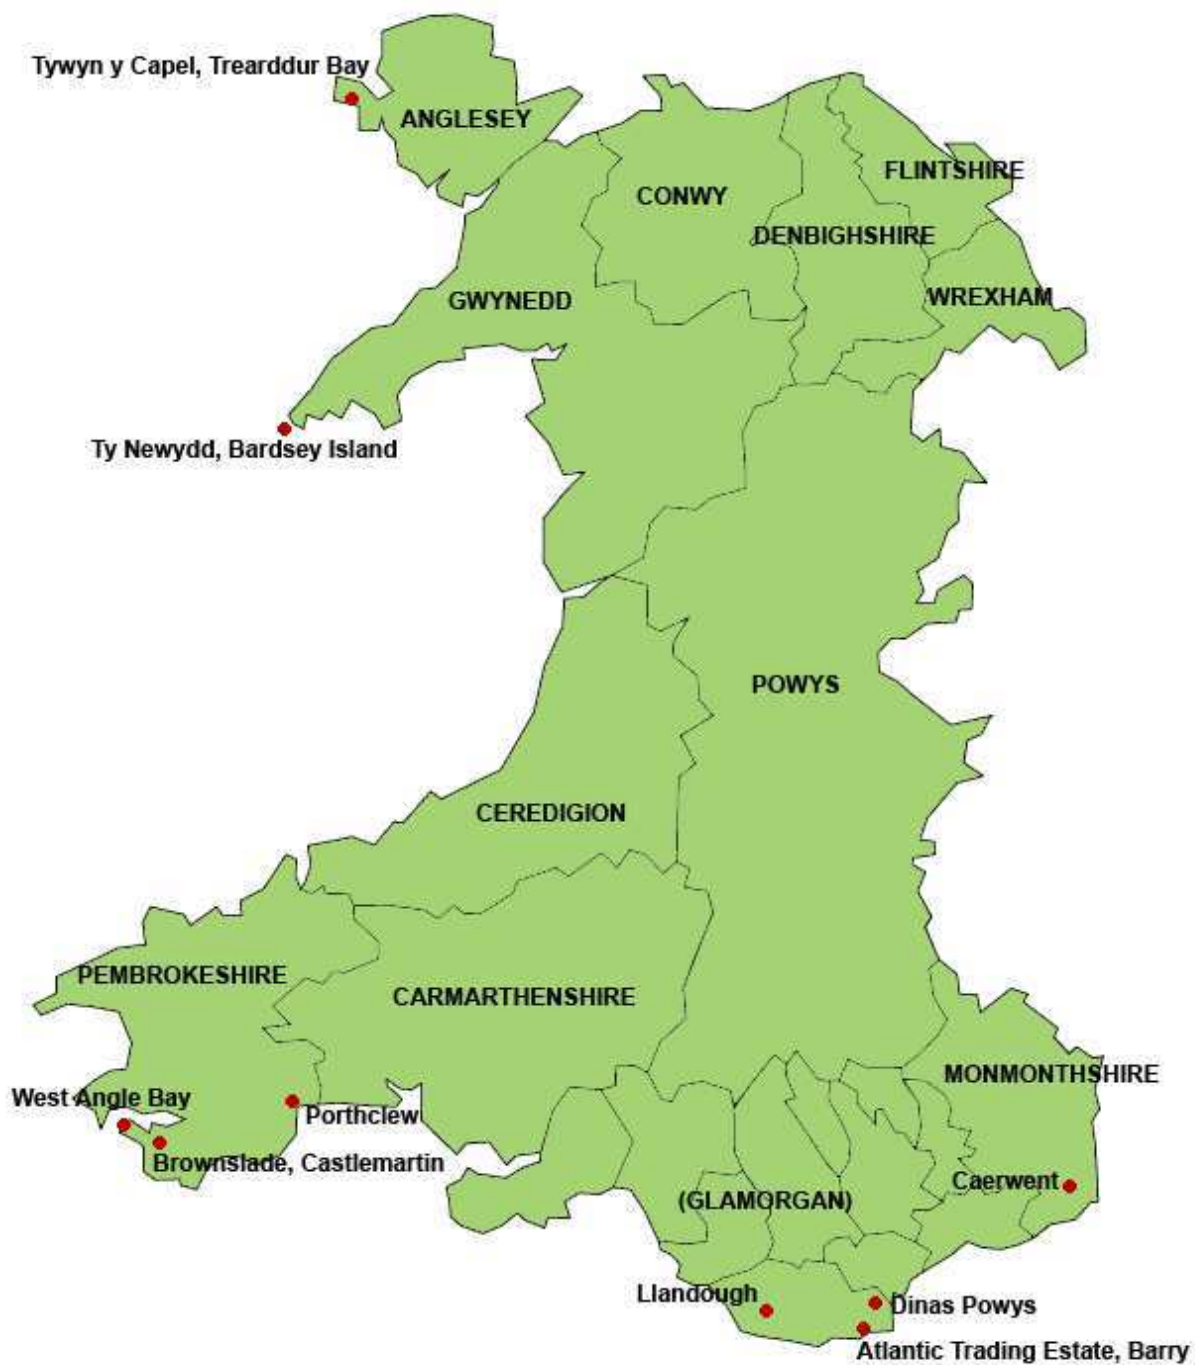 Tywyn y Capel, Trearddur Bay
ANGLESEY
FLINTSHIRE
CONWY
DENBIGHSHIRE
WREXHAM
GWYNEDD
Ty Newydd, Bardsey Island
POWYS
CEREDIGION
PEMBROKESHIRE
CARMARTHENSHIRE
MONMONTHSHIRE
West Angle Bay
Porthclew
Brownslade, Castlemartin
Caerwent
(GLAMORGAN)
Llandough
Dinas Powys
Atlantic Trading Estate, Barry